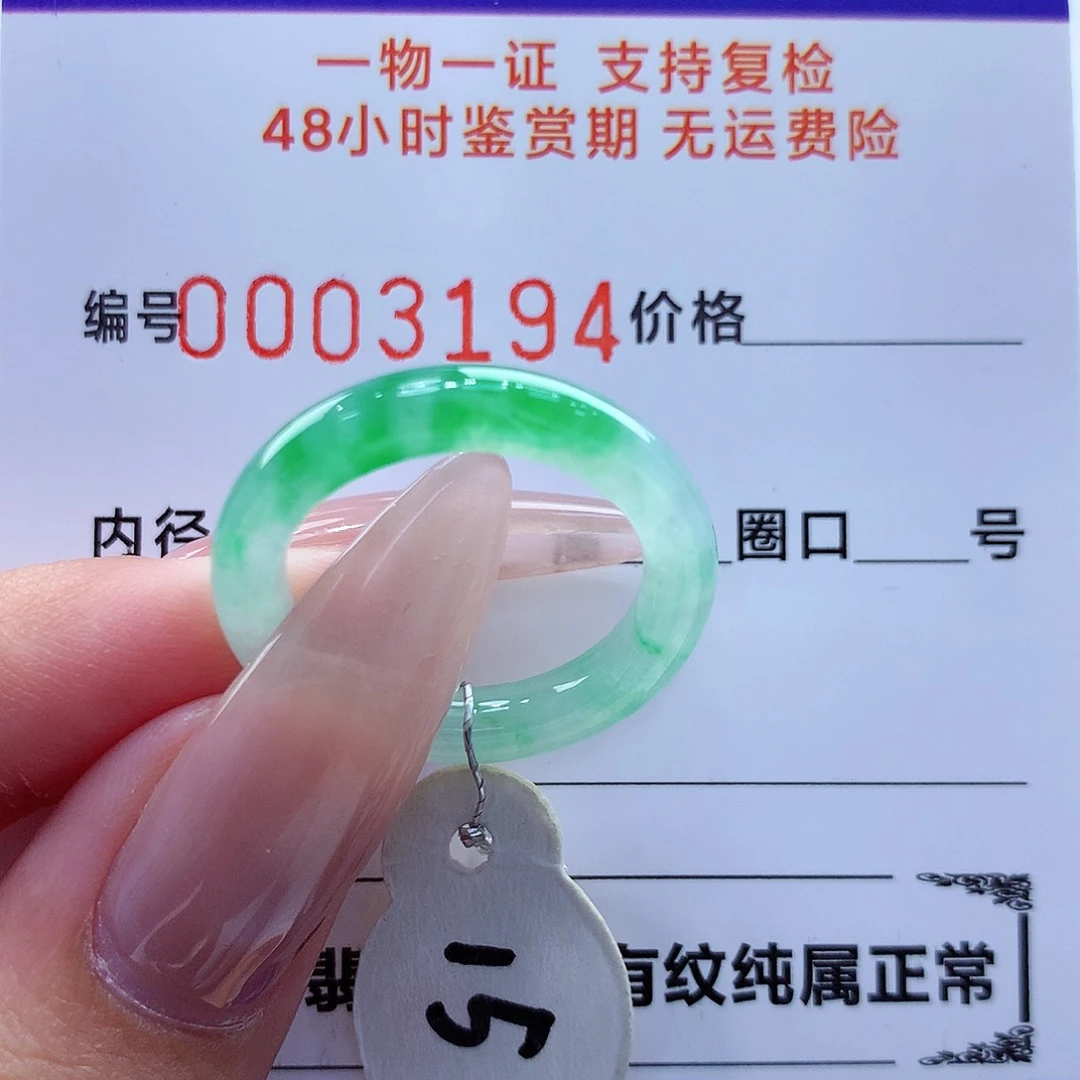 一物一证 支持复检
48小时鉴赏期 无运费险
编号0003194价格
内径 圈口 号
翡 有纹纯属正常
15